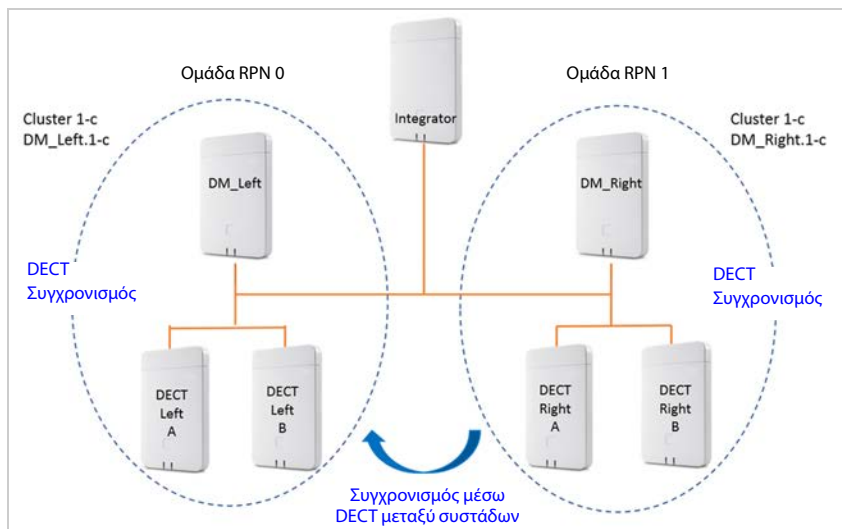 Ομάδα RPN 0
Ομάδα RPN 1
Integrator
Cluster 1-c
DM_Left.1-c
Cluster 1-c
DM_Right.1-c
DM_Left
DM_Right
DECT
Συγχρονισμός
DECT
Συγχρονισμός
DECT
Left
A
DECT
Left
B
DECT
Right
A
DECT
Right
B
Συγχρονισμός μέσω
DECT μεταξύ συστάδων